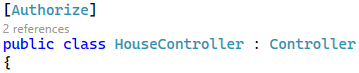 [Authorize]
2 references
public class HouseController : Controller
{